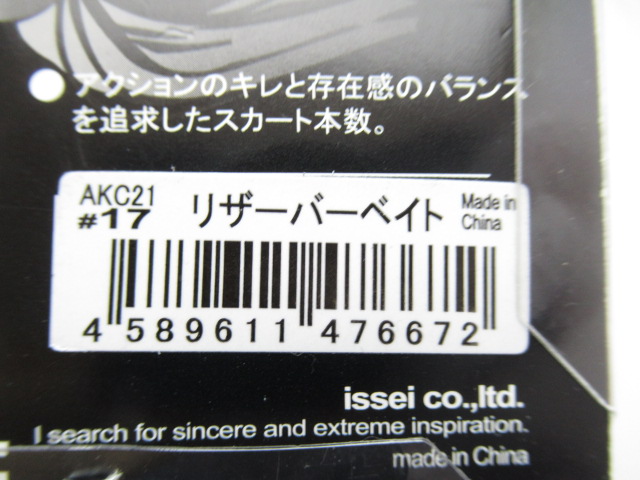 ●アクションのキレと存在感のバランス
を追求したスカート本数。
AKC21
#17 リザーバーベイト Made in China
4 589611 476672
issei co.,ltd.
I search for sincere and extreme inspiration.
made in China